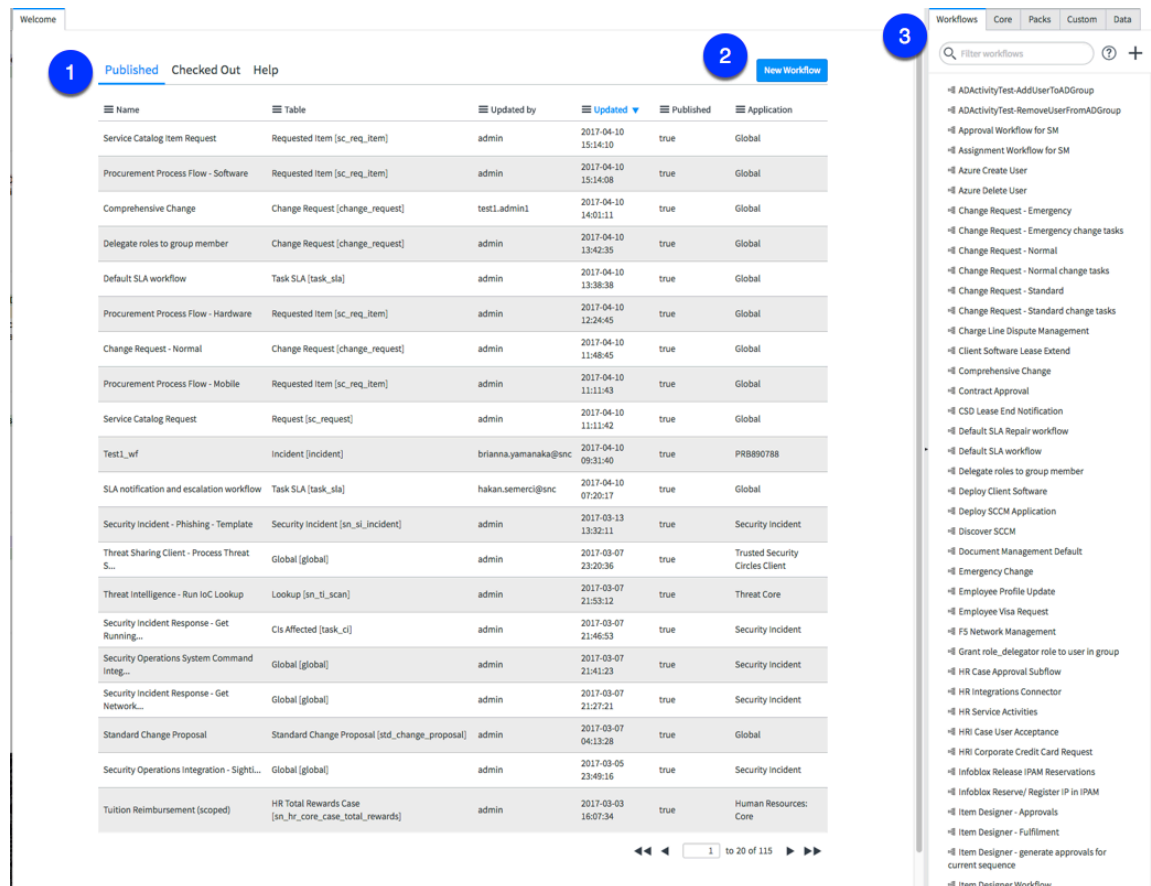 Welcome
Workflows Core Packs Custom Data
1
2
3
Published Checked Out Help
New Workflow
Filter workflows
?
Name Table Updated by Updated Published Application
Service Catalog Item Request Requested Item [sc_req_item] admin 2017-04-10 15:14:10 true Global
Procurement Process Flow - Software Requested Item [sc_req_item] admin 2017-04-10 15:14:08 true Global
Comprehensive Change Change Request [change_request] test1.admin1 2017-04-10 14:01:11 true Global
Delegate roles to group member Change Request [change_request] admin 2017-04-10 13:42:35 true Global
Default SLA workflow Task SLA [task_sla] admin 2017-04-10 13:38:38 true Global
Procurement Process Flow - Hardware Requested Item [sc_req_item] admin 2017-04-10 12:24:45 true Global
Change Request - Normal Change Request [change_request] admin 2017-04-10 11:48:45 true Global
Procurement Process Flow - Mobile Requested Item [sc_req_item] admin 2017-04-10 11:11:43 true Global
Service Catalog Request Request [sc_request] admin 2017-04-10 11:11:42 true Global
Test1_wf Incident [incident] brianna.yamanaka@snc 2017-04-10 09:31:40 true PRB890788
SLA notification and escalation workflow Task SLA [task_sla] hakan.semerci@snc 2017-04-10 07:20:17 true Global
Security Incident - Phishing - Template Security Incident [sn_si_incident] admin 2017-03-13 13:32:11 true Security Incident
Threat Sharing Client - Process Threat S... Global [global] admin 2017-03-07 23:20:36 true Trusted Security Circles Client
Threat Intelligence - Run IoC Lookup Lookup [sn_ti_scan] admin 2017-03-07 21:53:12 true Threat Core
Security Incident Response - Get Running... CIs Affected [task_ci] admin 2017-03-07 21:46:53 true Security Incident
Security Operations System Command Integ... Global [global] admin 2017-03-07 21:41:23 true Security Incident
Security Incident Response - Get Network... Global [global] admin 2017-03-07 21:27:21 true Security Incident
Standard Change Proposal Standard Change Proposal [std_change_proposal] admin 2017-03-07 04:13:28 true Global
Security Operations Integration - Sighti... Global [global] admin 2017-03-05 23:49:16 true Security Incident
Tuition Reimbursement (scoped) HR Total Rewards Case [sn_hr_core_case_total_rewards] admin 2017-03-03 16:07:34 true Human Resources: Core
1 to 20 of 115
ADActivityTest-AddUserToADGroup
ADActivityTest-RemoveUserFromADGroup
Approval Workflow for SM
Assignment Workflow for SM
Azure Create User
Azure Delete User
Change Request - Emergency
Change Request - Emergency change tasks
Change Request - Normal
Change Request - Normal change tasks
Change Request - Standard
Change Request - Standard change tasks
Charge Line Dispute Management
Client Software Lease Extend
Comprehensive Change
Contract Approval
CSD Lease End Notification
Default SLA Repair workflow
Default SLA workflow
Delegate roles to group member
Deploy Client Software
Deploy SCCM Application
Discover SCCM
Document Management Default
Emergency Change
Employee Profile Update
Employee Visa Request
F5 Network Management
Grant role_delegator role to user in group
HR Case Approval Subflow
HR Integrations Connector
HR Service Activities
HRI Case User Acceptance
HRI Corporate Credit Card Request
Infoblox Release IPAM Reservations
Infoblox Reserve/ Register IP in IPAM
Item Designer - Approvals
Item Designer - Fulfilment
Item Designer - generate approvals for
current sequence
Item Designer Workflow